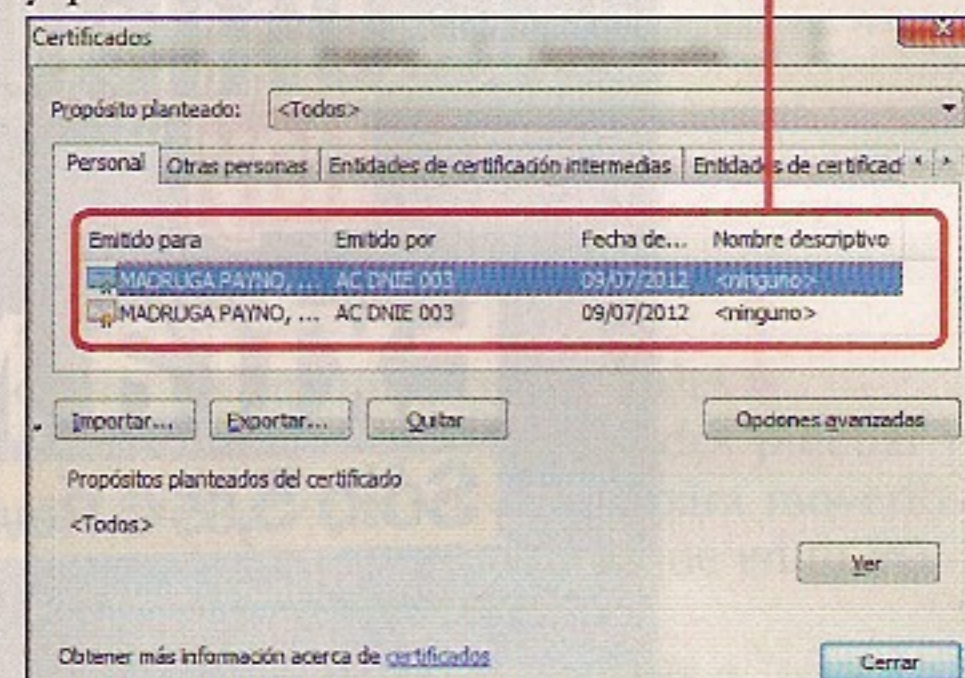 Certificados
Propósito planteado: <Todos>
Personal Otras personas Entidades de certificación intermedias Entidades de certificad
Emitido para Emitido por Fecha de... Nombre descriptivo
MADRUGA PAYNO, ... AC DNIE 003 09/07/2012 <ninguno>
MADRUGA PAYNO, ... AC DNIE 003 09/07/2012 <ninguno>
Importar... Exportar... Quitar Opciones avanzadas
Propósitos planteados del certificado
<Todos>
Ver
Obtener más información acerca de certificados
Cerrar